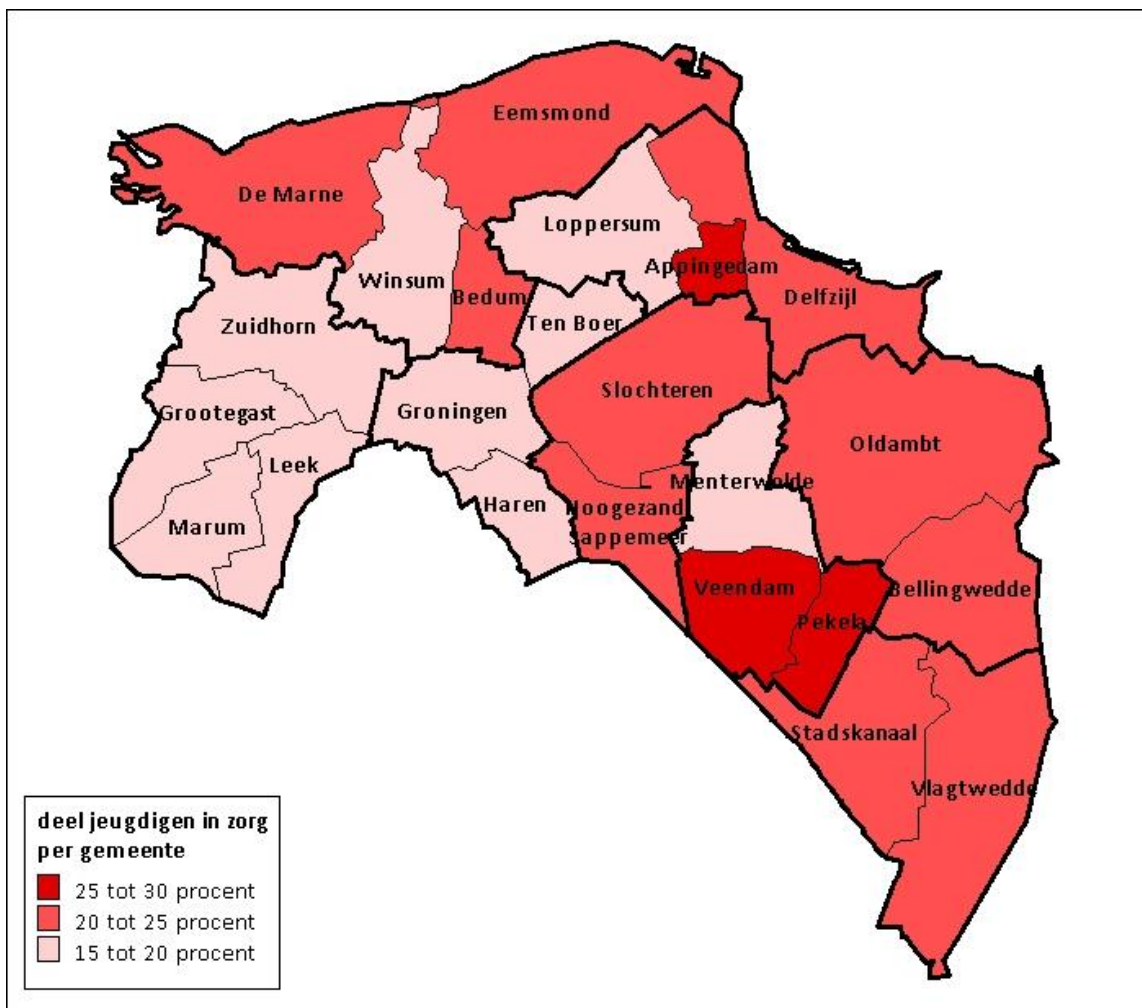 Eemsmond
De Marne
Loppersum
Appingedam
Winsum
Bedum
Delfzijl
Ten Boer
Zuidhorn
Slochteren
Grootegast
Groningen
Oldambt
Leek
Menterwolde
Haren
Hoogezand
Sappemeer
Marum
Veendam
Bellingwedde
Pekela
Stadskanaal
Vlagtwedde
deel jeugdigen in zorg
per gemeente
25 tot 30 procent
20 tot 25 procent
15 tot 20 procent